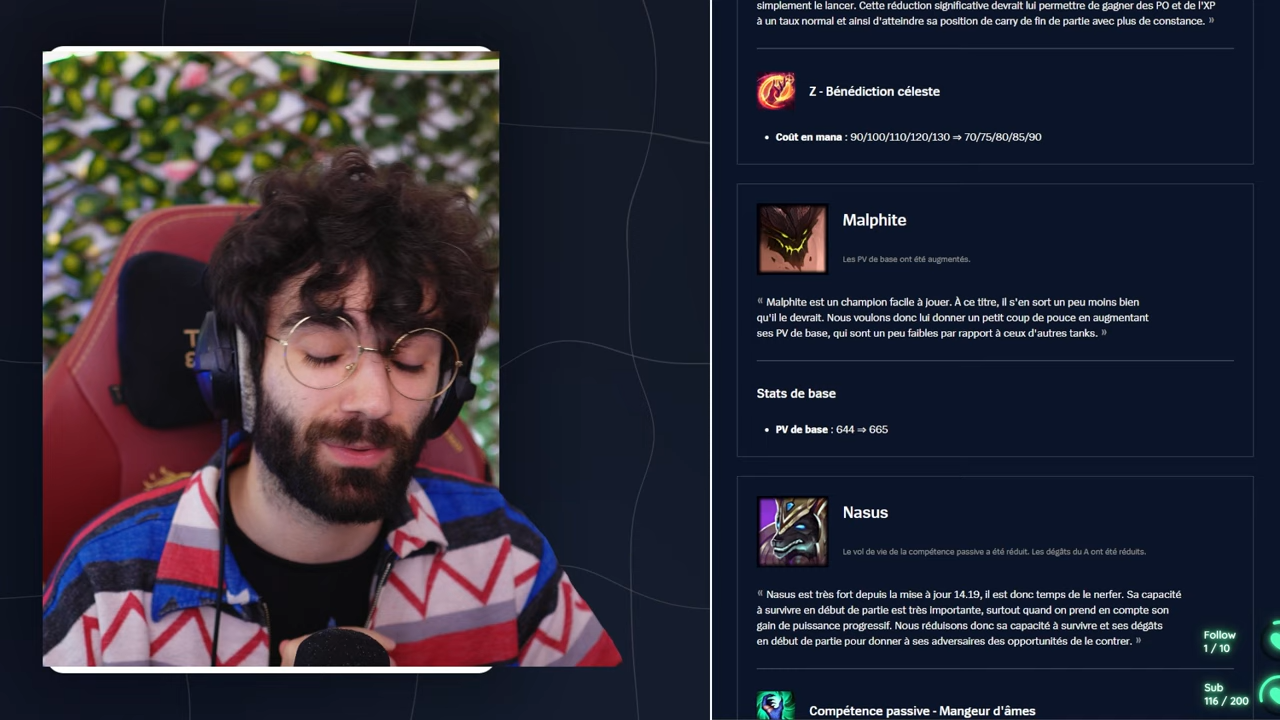 simplement le lancer. Cette réduction significative devrait lui permettre de gagner des PO et de l'XP
à un taux normal et ainsi d'atteindre sa position de carry de fin de partie avec plus de constance. »
Z - Bénédiction céleste
• Coût en mana : 90/100/110/120/130 ⇒ 70/75/80/85/90
Malphite
Les PV de base ont été augmentés.
« Malphite est un champion facile à jouer. À ce titre, il s'en sort un peu moins bien
qu'il le devrait. Nous voulons donc lui donner un petit coup de pouce en augmentant
ses PV de base, qui sont un peu faibles par rapport à ceux d'autres tanks. »
Stats de base
• PV de base : 644 ⇒ 665
Nasus
Le vol de vie de la compétence passive a été réduit. Les dégâts du A ont été réduits.
« Nasus est très fort depuis la mise à jour 14.19, il est donc temps de le nerfer. Sa capacité
à survivre en début de partie est très importante, surtout quand on prend en compte son
gain de puissance progressif. Nous réduisons donc sa capacité à survivre et ses dégâts
en début de partie pour donner à ses adversaires des opportunités de le contrer. »
Compétence passive - Mangeur d'âmes
Follow
1 / 10
Sub
116 / 200